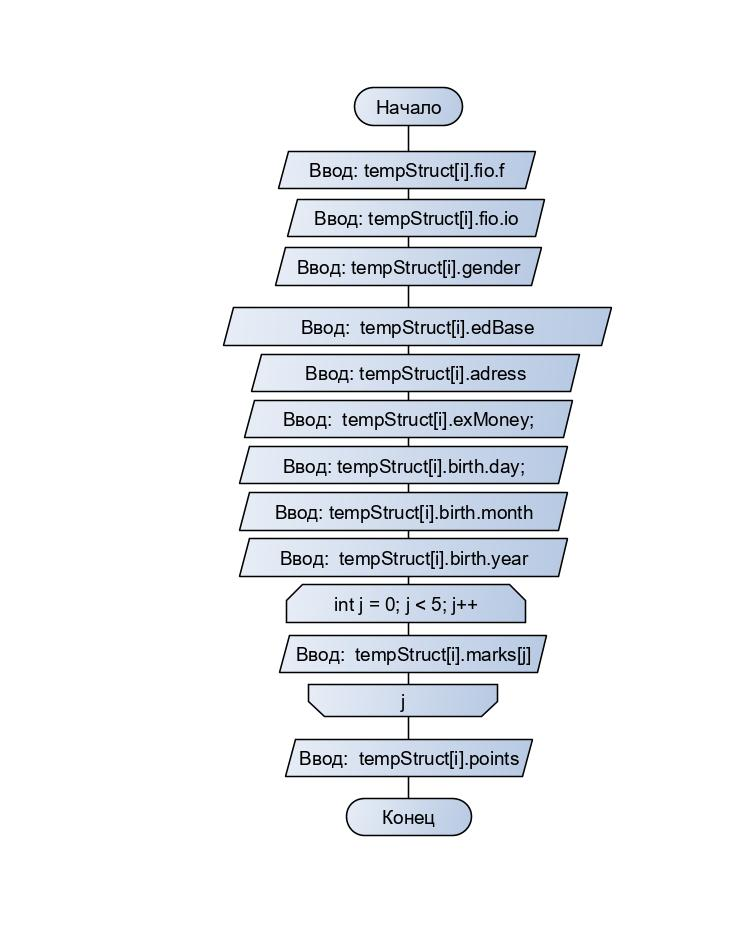 Начало
Ввод: tempStruct[i].fio.f
Ввод: tempStruct[i].fio.io
Ввод: tempStruct[i].gender
Ввод: tempStruct[i].edBase
Ввод: tempStruct[i].adress
Ввод: tempStruct[i].exMoney;
Ввод: tempStruct[i].birth.day;
Ввод: tempStruct[i].birth.month
Ввод: tempStruct[i].birth.year
int j = 0; j < 5; j++
Ввод: tempStruct[i].marks[j]
j
Ввод: tempStruct[i].points
Конец